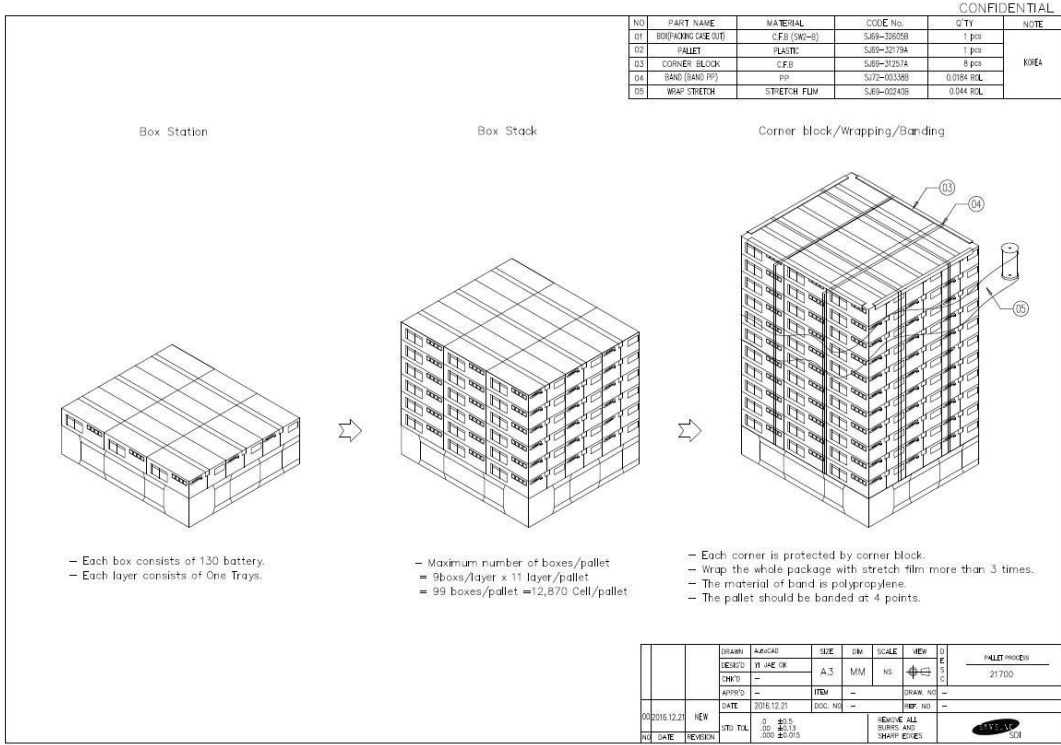 CONFIDENTIAL
NO PART NAME MATERIAL CODE No. Q'TY NOTE
01 BOX(PACKING CASE OUT) C.F.B (SW2-B) SJ69-32605B 1 pcs
02 PALLET PLASTIC SJ69-32179A 1 pcs
03 CORNER BLOCK C.F.B SJ69-31257A 8 pcs KOREA
04 BAND (BAND PP) PP SJ72-00338B 0.0184 ROL
05 WRAP STRETCH STRETCH FLIM SJ69-00240B 0.044 ROL
Box Station
Box Stack
Corner block/Wrapping/Banding
03
04
05
- Each box consists of 130 battery.
- Each layer consists of One Trays.
- Maximum number of boxes/pallet
= 9boxs/layer x 11 layer/pallet
= 99 boxes/pallet =12,870 Cell/pallet
- Each corner is protected by corner block.
- Wrap the whole package with stretch film more than 3 times.
- The material of band is polypropylene.
- The pallet should be banded at 4 points.
DRAWN AutoCAD SIZE DIM SCALE VIEW DESC PALLET PROCESS
DESIG'D YI JAE OK A3 MM NS 21700
CHK'D -
APPR'D - ITEM - DRAW. NO -
DATE 2016.12.21 DOC. NO - REF. NO -
00 2016.12.21 NEW
NO DATE REVISION
STD TOL .0 ±0.5
.00 ±0.13
.000 ±0.015
REMOVE ALL
BURRS AND
SHARP EDGES
SAMSUNG SDI